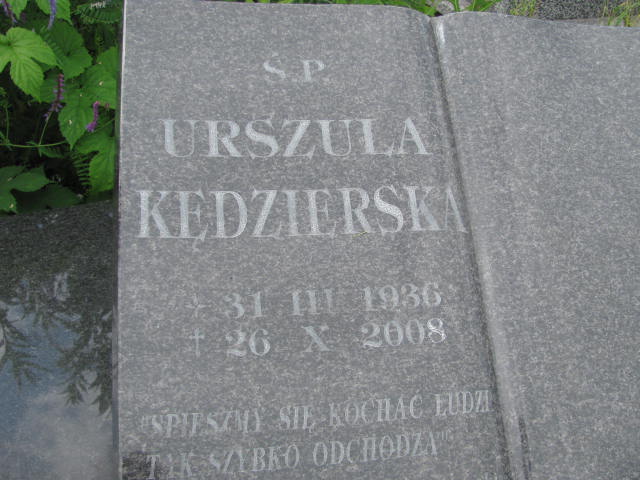 Ś.P.
URSZULA
KĘDZIERSKA
* 31 III 1936
† 26 X 2008
"ŚPIESZMY SIĘ KOCHAĆ LUDZI
TAK SZYBKO ODCHODZĄ"